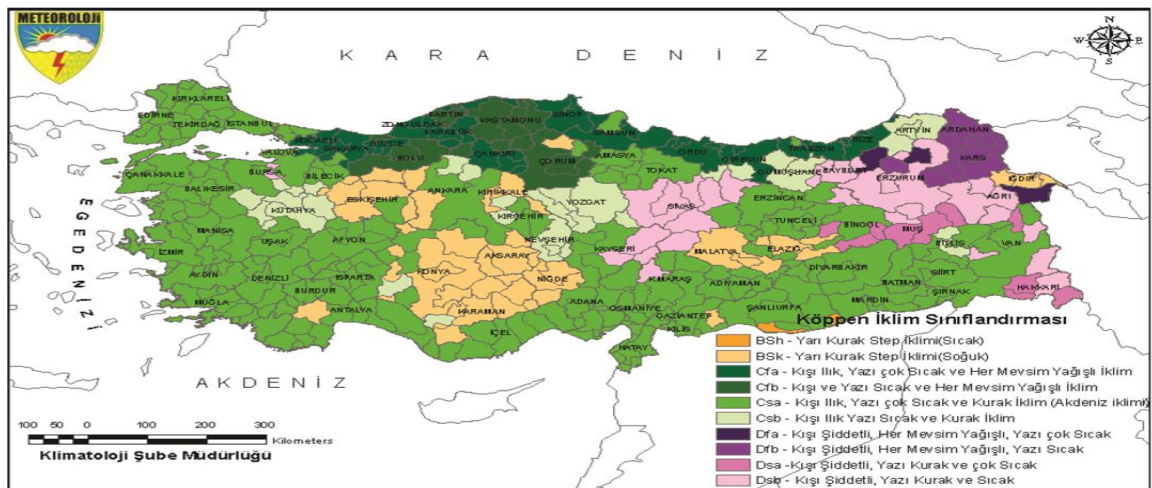 METEOROLOJİ
KARA DENİZ
N
W
S
KIRKLARELİ
EDİRNE
TEKİRDAĞ
İSTANBUL
KOCAELİ
YALOVA
SAKARYA
DÜZCE
ZONGULDAK
BARTIN
KARABÜK
KASTAMONU
SİNOP
SAMSUN
BOLU
ÇANKIRI
ÇORUM
AMASYA
ORDU
GİRESUN
TRABZON
RİZE
ARTVİN
ARDAHAN
KARS
ÇANAKKALE
BALIKESİR
BURSA
BİLECİK
ESKİŞEHİR
ANKARA
KIRIKKALE
YOZGAT
TOKAT
SİVAS
GÜMÜŞHANE
BAYBURT
ERZİNCAN
ERZURUM
AĞRI
IĞDIR
KÜTAHYA
KIRŞEHİR
NEVŞEHİR
KAYSERİ
TUNCELİ
BİNGÖL
MUŞ
BİTLİS
VAN
EGE DENİZİ
MANİSA
UŞAK
AFYON
İZMİR
AYDIN
DENİZLİ
ISPARTA
BURDUR
MUĞLA
ANTALYA
KONYA
AKSARAY
NİĞDE
KARAMAN
İÇEL
ADANA
OSMANİYE
HATAY
K.MARAŞ
GAZİANTEP
KİLİS
MALATYA
ELAZIĞ
ADIYAMAN
ŞANLIURFA
DİYARBAKIR
MARDİN
BATMAN
SİİRT
ŞIRNAK
HAKKARİ
AKDENİZ
100 50 0 100 200 300
Kilometers
Klimatoloji Şube Müdürlüğü
Köppen İklim Sınıflandırması
BSh - Yarı Kurak Step İklimi(Sıcak)
BSk - Yarı Kurak Step İklimi(Soğuk)
Cfa - Kışı Ilık, Yazı çok Sıcak ve Her Mevsim Yağışlı İklim
Cfb - Kışı ve Yazı Sıcak ve Her Mevsim Yağışlı İklim
Csa - Kışı Ilık, Yazı çok Sıcak ve Kurak İklim (Akdeniz iklimi)
Csb - Kışı Ilık Yazı Sıcak ve Kurak İklim
Dfa - Kışı Şiddetli, Her Mevsim Yağışlı, Yazı çok Sıcak
Dfb - Kışı Şiddetli, Her Mevsim Yağışlı, Yazı Sıcak
Dsa -Kışı Şiddetli, Yazı Kurak ve çok Sıcak
Dsb - Kışı Şiddetli, Yazı Kurak ve Sıcak